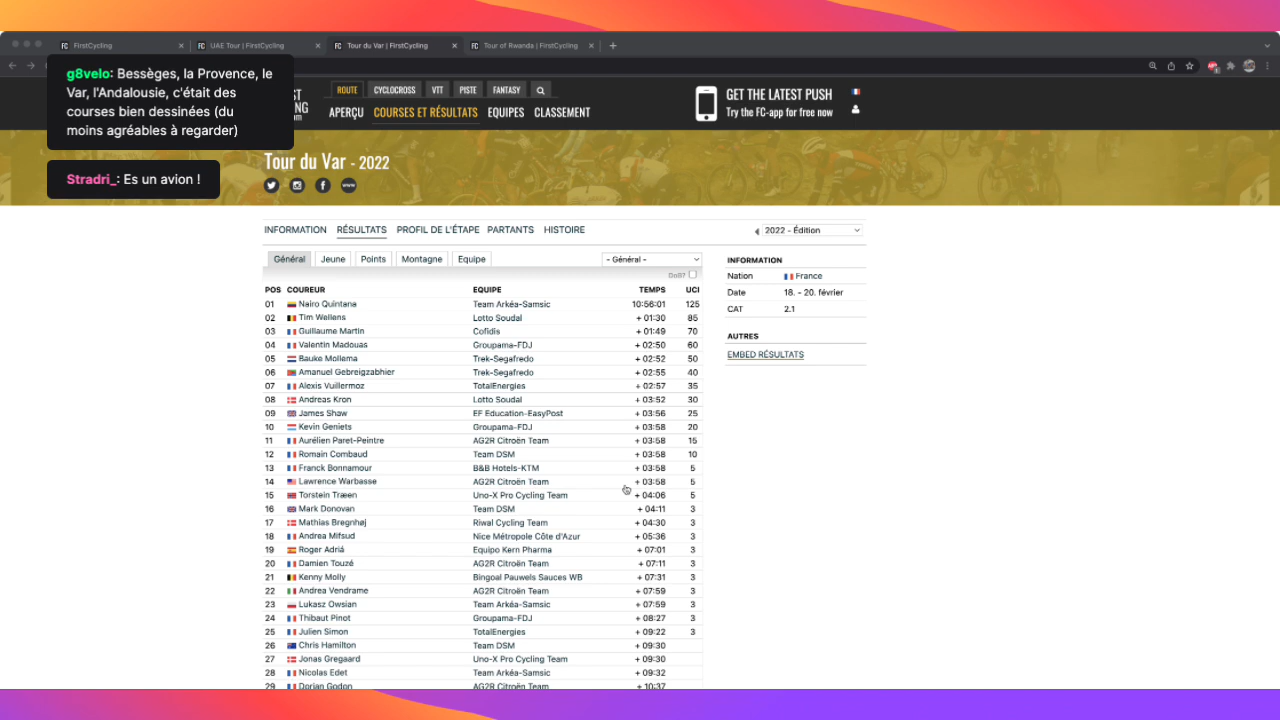 FirstCycling
UAE Tour | FirstCycling
Tour du Var | FirstCycling
Tour of Rwanda | FirstCycling
g8velo: Bessèges, la Provence, le
Var, l'Andalousie, c'était des
courses bien dessinées (du
moins agréables à regarder)
Stradri_: Es un avion !
ROUTE CYCLOCROSS VTT PISTE FANTASY
APERÇU COURSES ET RÉSULTATS EQUIPES CLASSEMENT
GET THE LATEST PUSH
Try the FC-app for free now
Tour du Var - 2022
INFORMATION RÉSULTATS PROFIL DE L'ÉTAPE PARTANTS HISTOIRE
2022 - Édition
Général Jeune Points Montagne Equipe
- Général -
POS COUREUR EQUIPE TEMPS UCI
01 Nairo Quintana Team Arkéa-Samsic 10:56:01 125
02 Tim Wellens Lotto Soudal + 01:30 85
03 Guillaume Martin Cofidis + 01:49 70
04 Valentin Madouas Groupama-FDJ + 02:50 60
05 Bauke Mollema Trek-Segafredo + 02:52 50
06 Amanuel Gebreigzabhier Trek-Segafredo + 02:55 40
07 Alexis Vuillermoz TotalEnergies + 02:57 35
08 Andreas Kron Lotto Soudal + 03:52 30
09 James Shaw EF Education-EasyPost + 03:56 25
10 Kevin Geniets Groupama-FDJ + 03:58 20
11 Aurélien Paret-Peintre AG2R Citroën Team + 03:58 15
12 Romain Combaud Team DSM + 03:58 10
13 Franck Bonnamour B&B Hotels-KTM + 03:58 5
14 Lawrence Warbasse AG2R Citroën Team + 03:58 5
15 Torstein Træen Uno-X Pro Cycling Team + 04:06 5
16 Mark Donovan Team DSM + 04:11 3
17 Mathias Bregnhøj Riwal Cycling Team + 04:30 3
18 Andrea Mifsud Nice Métropole Côte d'Azur + 05:36 3
19 Roger Adriá Equipo Kern Pharma + 07:01 3
20 Damien Touzé AG2R Citroën Team + 07:11 3
21 Kenny Molly Bingoal Pauwels Sauces WB + 07:31 3
22 Andrea Vendrame AG2R Citroën Team + 07:59 3
23 Lukasz Owsian Team Arkéa-Samsic + 07:59 3
24 Thibaut Pinot Groupama-FDJ + 08:27 3
25 Julien Simon TotalEnergies + 09:22 3
26 Chris Hamilton Team DSM + 09:30
27 Jonas Gregaard Uno-X Pro Cycling Team + 09:30
28 Nicolas Edet Team Arkéa-Samsic + 09:32
29 Dorian Godon AG2R Citroën Team + 10:37
INFORMATION
Nation France
Date 18. - 20. février
CAT 2.1
AUTRES
EMBED RÉSULTATS